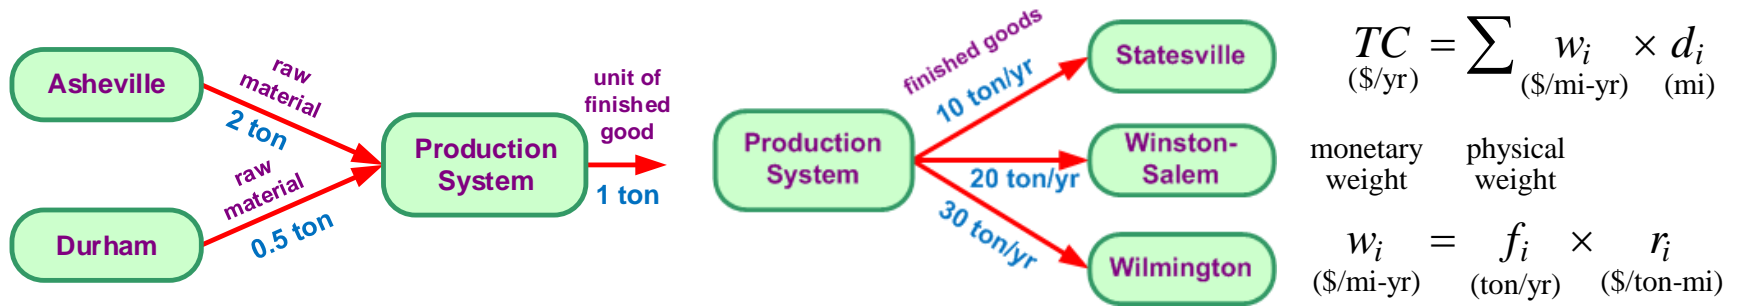 Asheville
raw
material
2 ton
Durham
raw
material
0.5 ton
Production
System
unit of
finished
good
1 ton
Production
System
finished goods
10 ton/yr
20 ton/yr
30 ton/yr
Statesville
Winston-
Salem
Wilmington
TC = ∑ wᵢ × dᵢ
($/yr) ($/mi-yr) (mi)
monetary physical
weight weight
wᵢ = fᵢ × rᵢ
($/mi-yr) (ton/yr) ($/ton-mi)